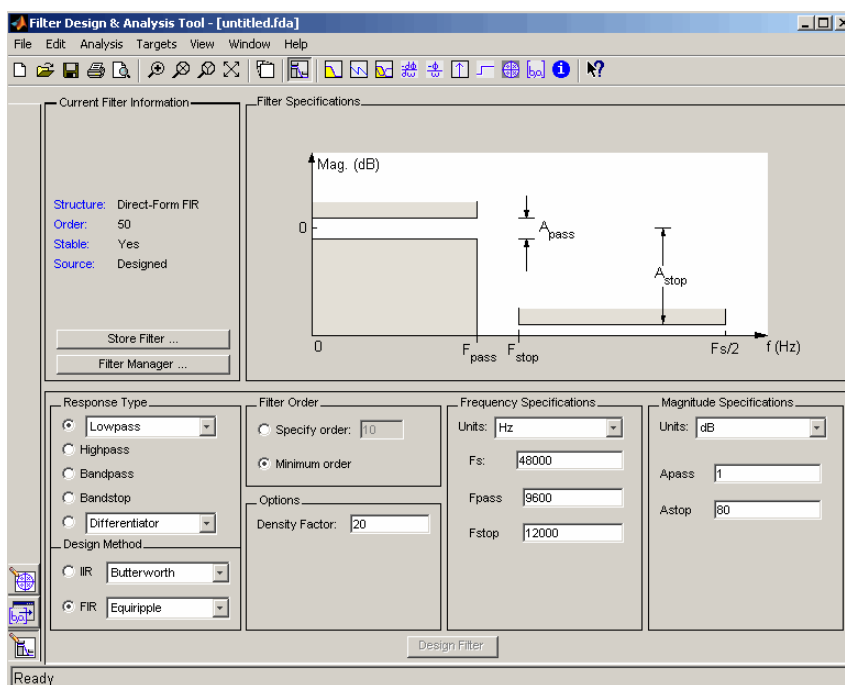 Filter Design & Analysis Tool - [untitled.fda]
File Edit Analysis Targets View Window Help
Current Filter Information
Structure: Direct-Form FIR
Order: 50
Stable: Yes
Source: Designed
Store Filter ...
Filter Manager ...
Filter Specifications
Mag. (dB)
0
A pass
A stop
0
F pass
F stop
Fs/2
f (Hz)
Response Type
Lowpass
Highpass
Bandpass
Bandstop
Differentiator
Design Method
IIR Butterworth
FIR Equiripple
Filter Order
Specify order: 10
Minimum order
Options
Density Factor: 20
Frequency Specifications
Units: Hz
Fs: 48000
Fpass 9600
Fstop 12000
Magnitude Specifications
Units: dB
Apass 1
Astop 80
Design Filter
Ready